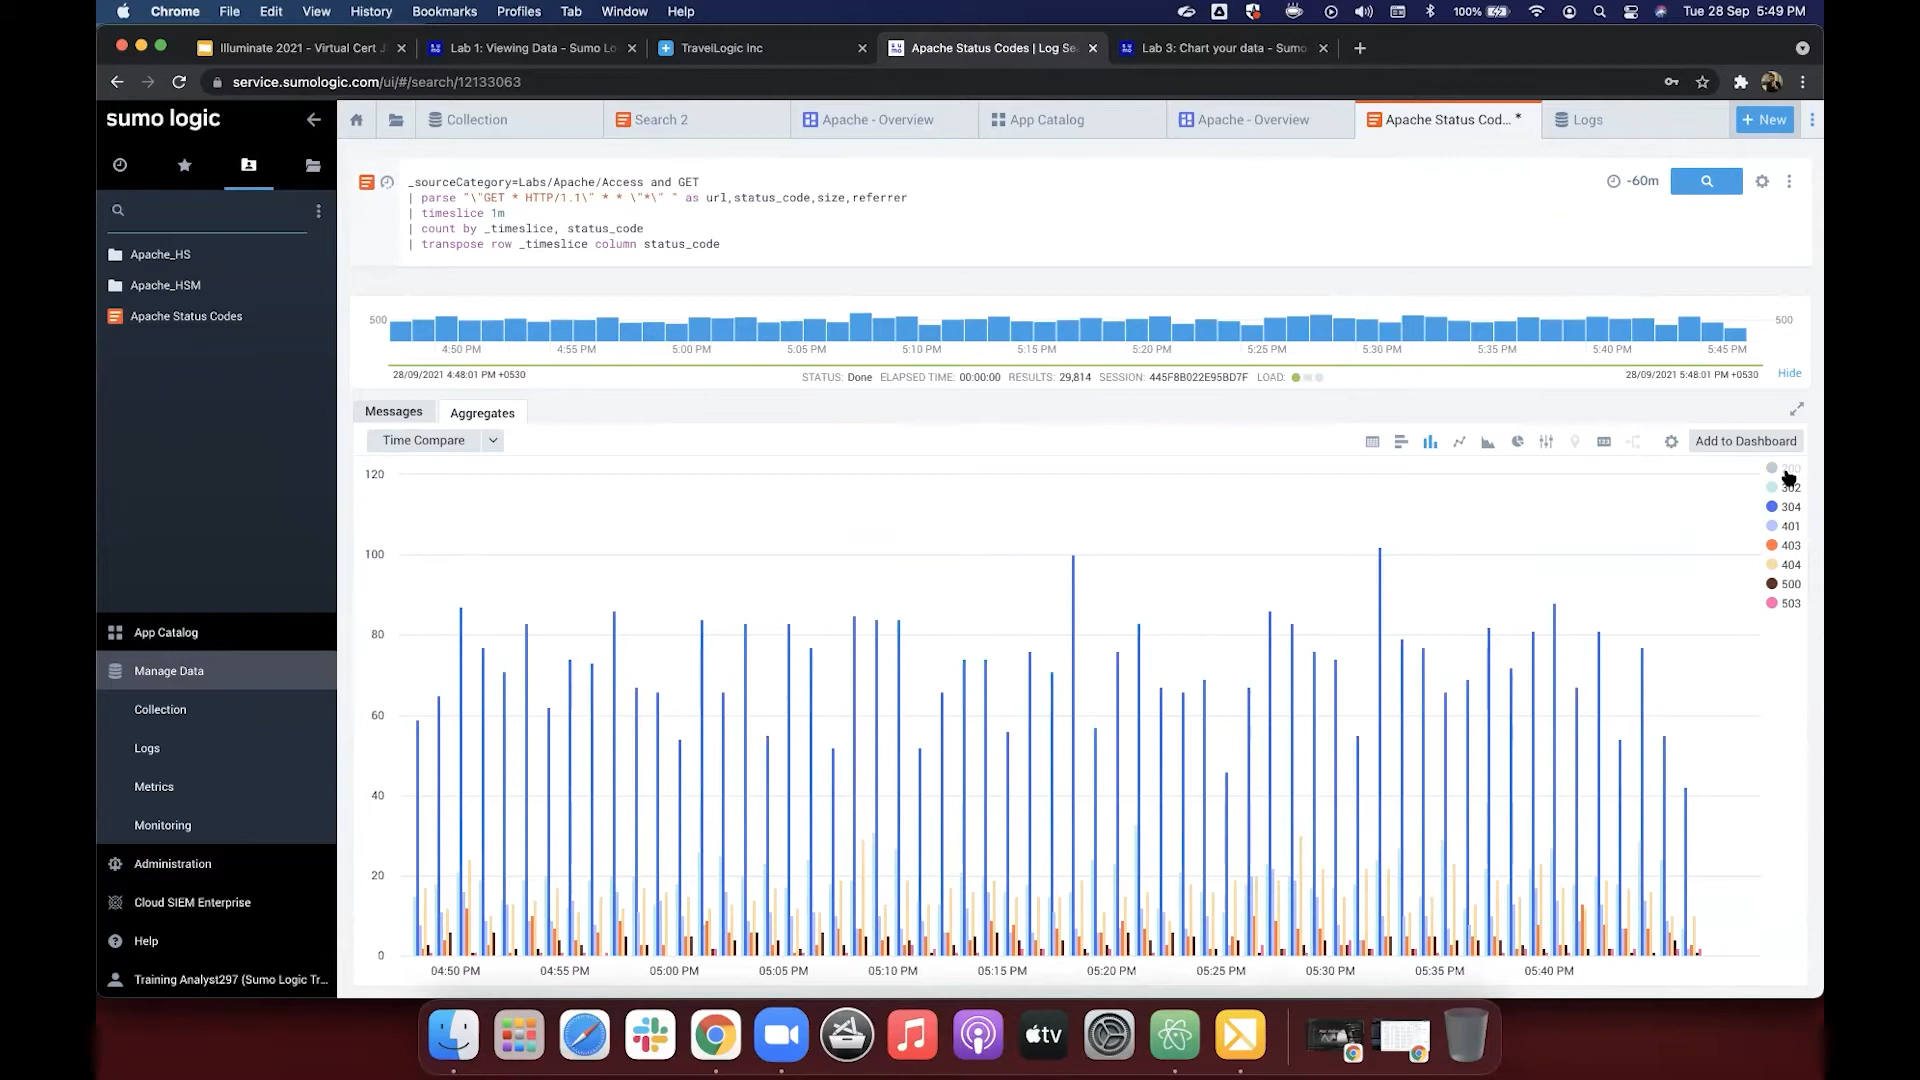 Chrome File Edit View History Bookmarks Profiles Tab Window Help 100% Tue 28 Sep 5:49 PM
Illuminate 2021 - Virtual Cert J Lab 1: Viewing Data - Sumo Lo TravelLogic Inc Apache Status Codes | Log Se Lab 3: Chart your data - Sumo
service.sumologic.com/ui/#/search/12133063
sumo logic
Collection Search 2 Apache - Overview App Catalog Apache - Overview Apache Status Cod... * Logs + New
_sourceCategory=Labs/Apache/Access and GET
| parse "\"GET * HTTP/1.1\" * * \"*\" " as url,status_code,size,referrer
| timeslice 1m
| count by _timeslice, status_code
| transpose row _timeslice column status_code
-60m
Apache_HS
Apache_HSM
Apache Status Codes
500 500
4:50 PM 4:55 PM 5:00 PM 5:05 PM 5:10 PM 5:15 PM 5:20 PM 5:25 PM 5:30 PM 5:35 PM 5:40 PM 5:45 PM
28/09/2021 4:48:01 PM +0530 STATUS: Done ELAPSED TIME: 00:00:00 RESULTS: 29,814 SESSION: 445F8B022E95BD7F LOAD: 28/09/2021 5:48:01 PM +0530 Hide
Messages Aggregates
Time Compare Add to Dashboard
120
100
80
60
40
20
0
302
304
401
403
404
500
503
04:50 PM 04:55 PM 05:00 PM 05:05 PM 05:10 PM 05:15 PM 05:20 PM 05:25 PM 05:30 PM 05:35 PM 05:40 PM
App Catalog
Manage Data
Collection
Logs
Metrics
Monitoring
Administration
Cloud SIEM Enterprise
Help
Training Analyst297 (Sumo Logic Tr...
tv